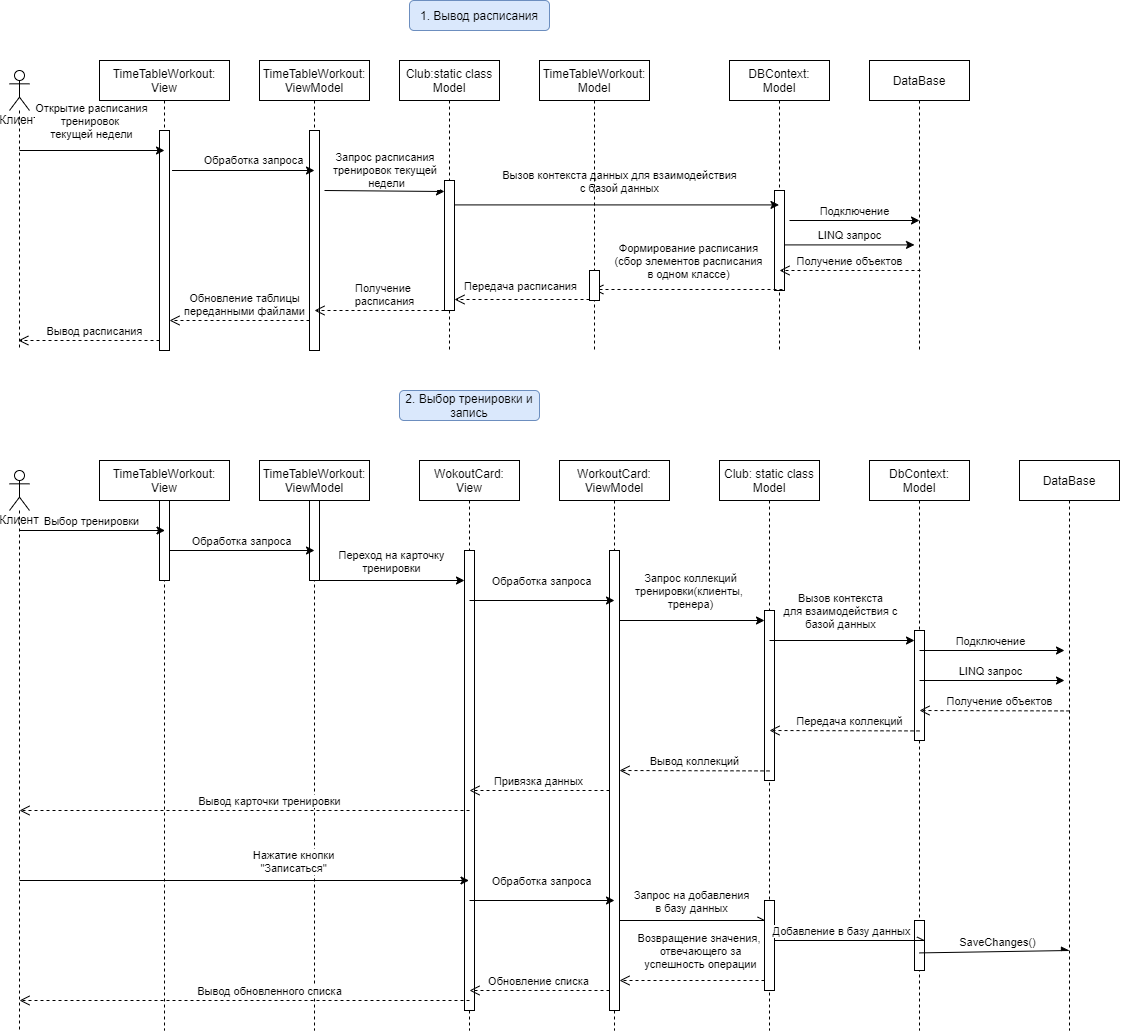 1. Вывод расписания
TimeTableWorkout:
View
TimeTableWorkout:
ViewModel
Club:static class
Model
TimeTableWorkout:
Model
DBContext:
Model
DataBase
Клиент
Открытие расписания
тренировок
текущей недели
Обработка запроса
Запрос расписания
тренировок текущей
недели
Вызов контекста данных для взаимодействия
с базой данных
Подключение
LINQ запрос
Получение объектов
Формирование расписания
(сбор элементов расписания
в одном классе)
Передача расписания
Получение
расписания
Обновление таблицы
переданными файлами
Вывод расписания
2. Выбор тренировки и
запись
TimeTableWorkout:
View
TimeTableWorkout:
ViewModel
WokoutCard:
View
WorkoutCard:
ViewModel
Club: static class
Model
DbContext:
Model
DataBase
Клиент
Выбор тренировки
Обработка запроса
Переход на карточку
тренировки
Обработка запроса
Запрос коллекций
тренировки(клиенты,
тренера)
Вызов контекста
для взаимодействия с
базой данных
Подключение
LINQ запрос
Получение объектов
Передача коллекций
Вывод коллекций
Привязка данных
Вывод карточки тренировки
Нажатие кнопки
"Записаться"
Обработка запроса
Запрос на добавления
в базу данных
Добавление в базу данных
SaveChanges()
Возвращение значения,
отвечающего за
успешность операции
Обновление списка
Вывод обновленного списка